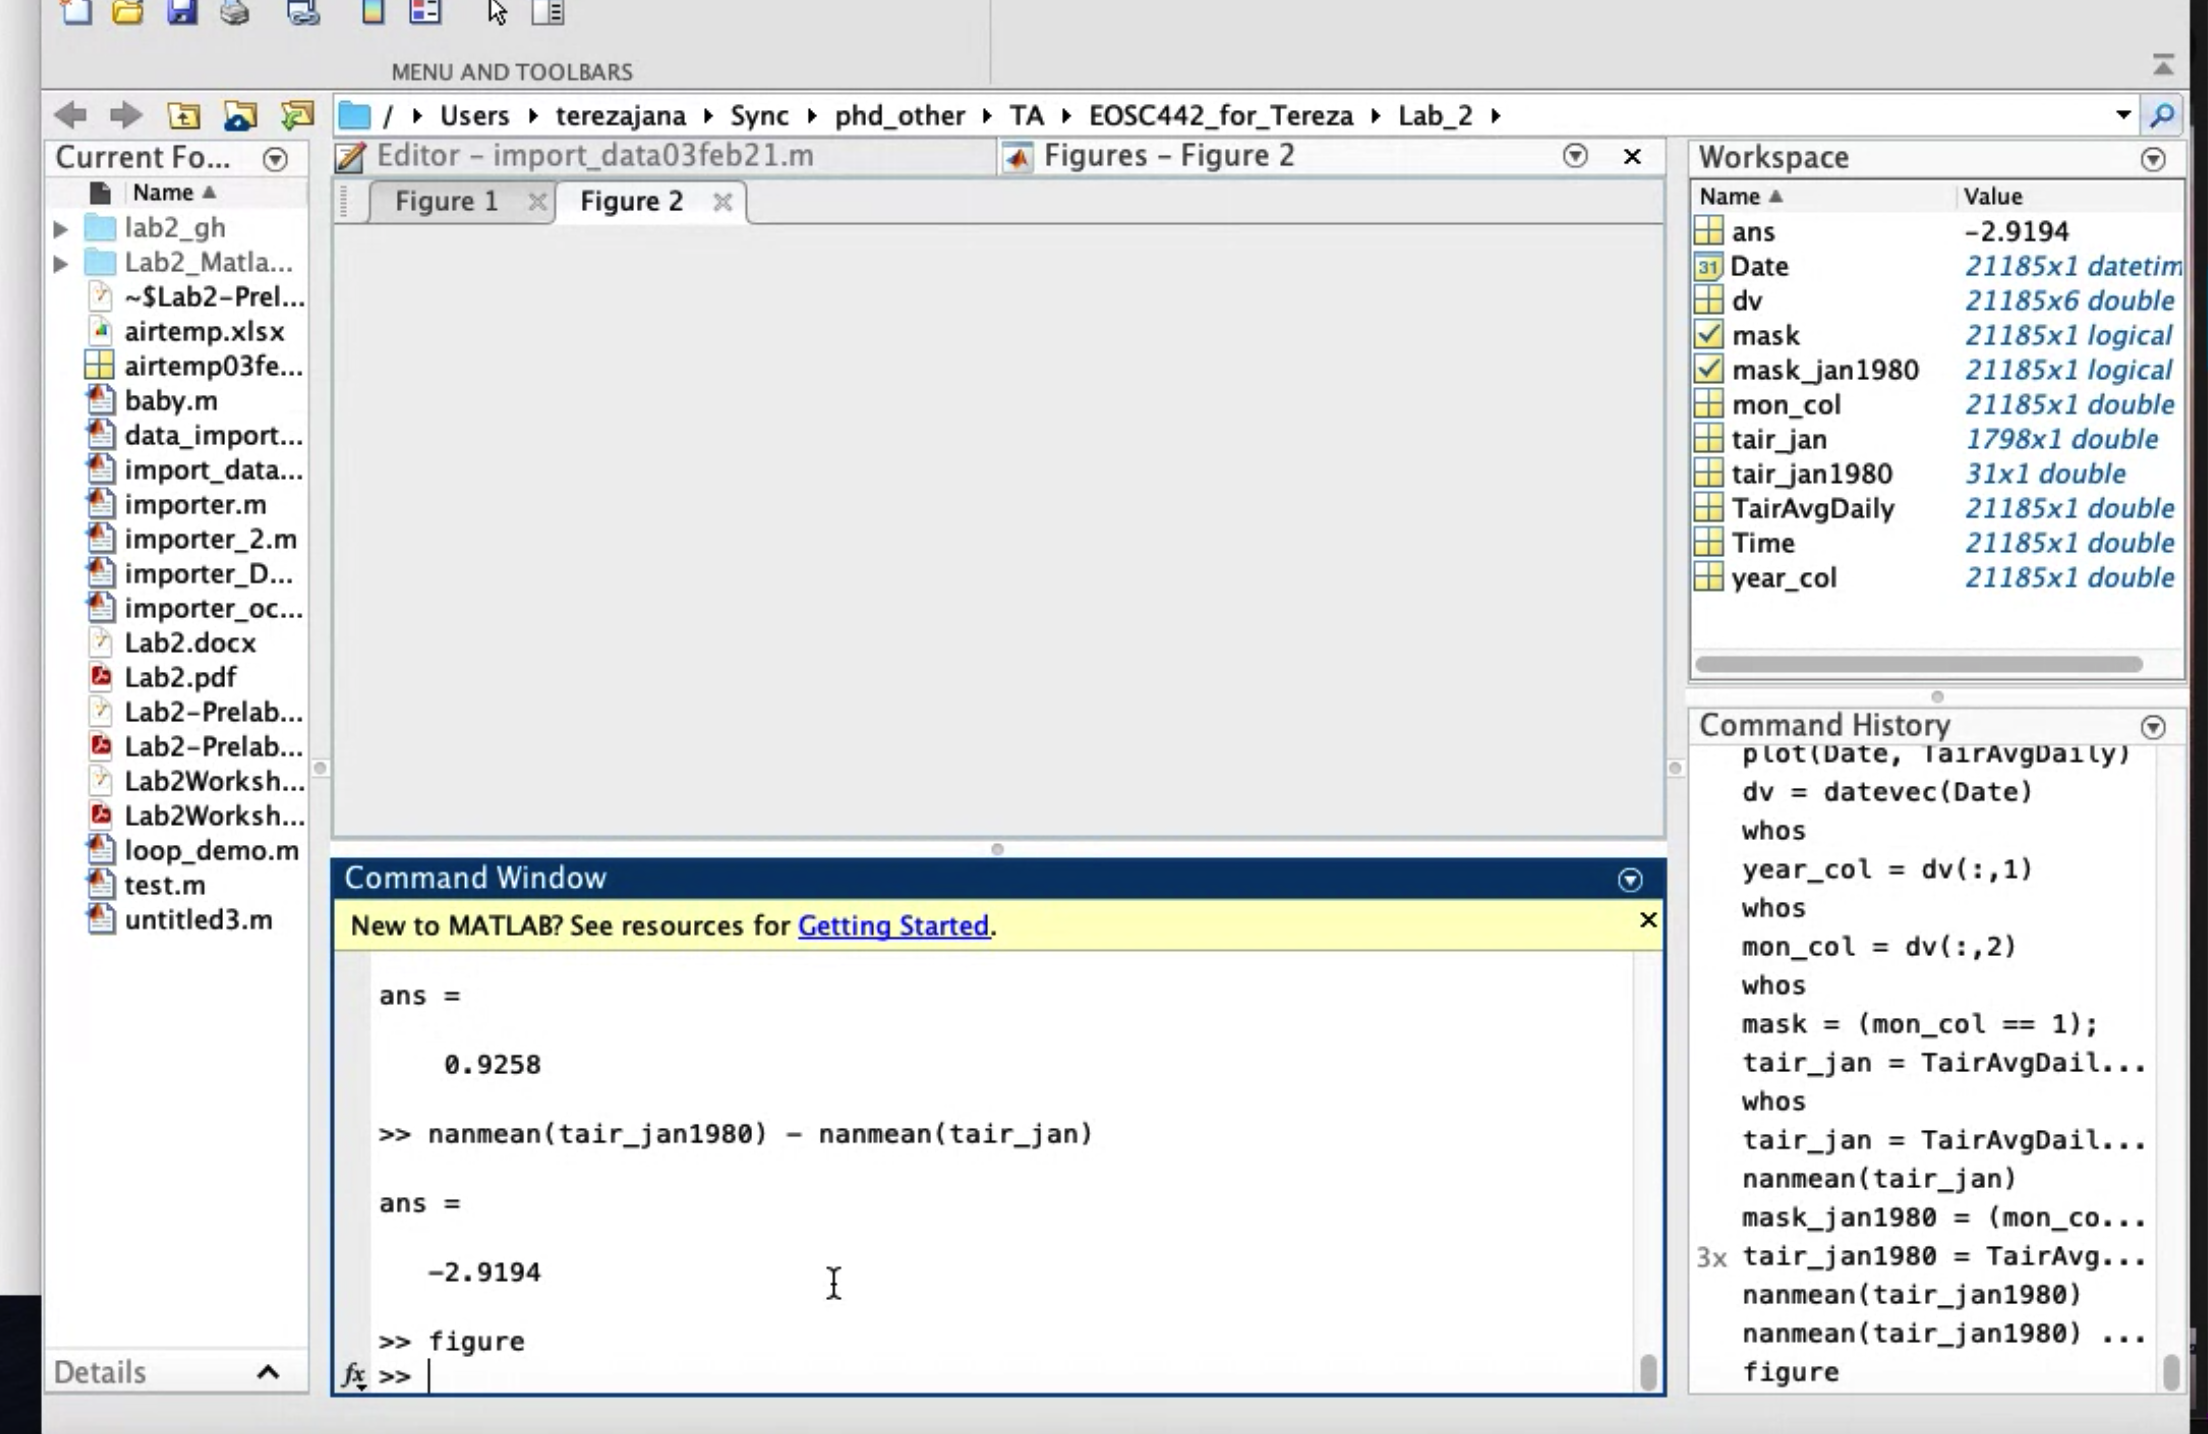 MENU AND TOOLBARS
/ ▸ Users ▸ terezajana ▸ Sync ▸ phd_other ▸ TA ▸ EOSC442_for_Tereza ▸ Lab_2 ▸
Current Fo...
Name
lab2_gh
Lab2_Matla...
~$Lab2-Prel...
airtemp.xlsx
airtemp03fe...
baby.m
data_import...
import_data...
importer.m
importer_2.m
importer_D...
importer_oc...
Lab2.docx
Lab2.pdf
Lab2-Prelab...
Lab2-Prelab...
Lab2Worksh...
Lab2Worksh...
loop_demo.m
test.m
untitled3.m
Details
Editor - import_data03feb21.m
Figures - Figure 2
Figure 1
Figure 2
Command Window
New to MATLAB? See resources for Getting Started.
ans =
0.9258
>> nanmean(tair_jan1980) - nanmean(tair_jan)
ans =
-2.9194
>> figure
fx >>
Workspace
Name Value
ans -2.9194
31 Date 21185x1 datetim
dv 21185x6 double
mask 21185x1 logical
mask_jan1980 21185x1 logical
mon_col 21185x1 double
tair_jan 1798x1 double
tair_jan1980 31x1 double
TairAvgDaily 21185x1 double
Time 21185x1 double
year_col 21185x1 double
Command History
plot(Date, TairAvgDaily)
dv = datevec(Date)
whos
year_col = dv(:,1)
whos
mon_col = dv(:,2)
whos
mask = (mon_col == 1);
tair_jan = TairAvgDail...
whos
tair_jan = TairAvgDail...
nanmean(tair_jan)
mask_jan1980 = (mon_co...
3x tair_jan1980 = TairAvg...
nanmean(tair_jan1980)
nanmean(tair_jan1980) ...
figure